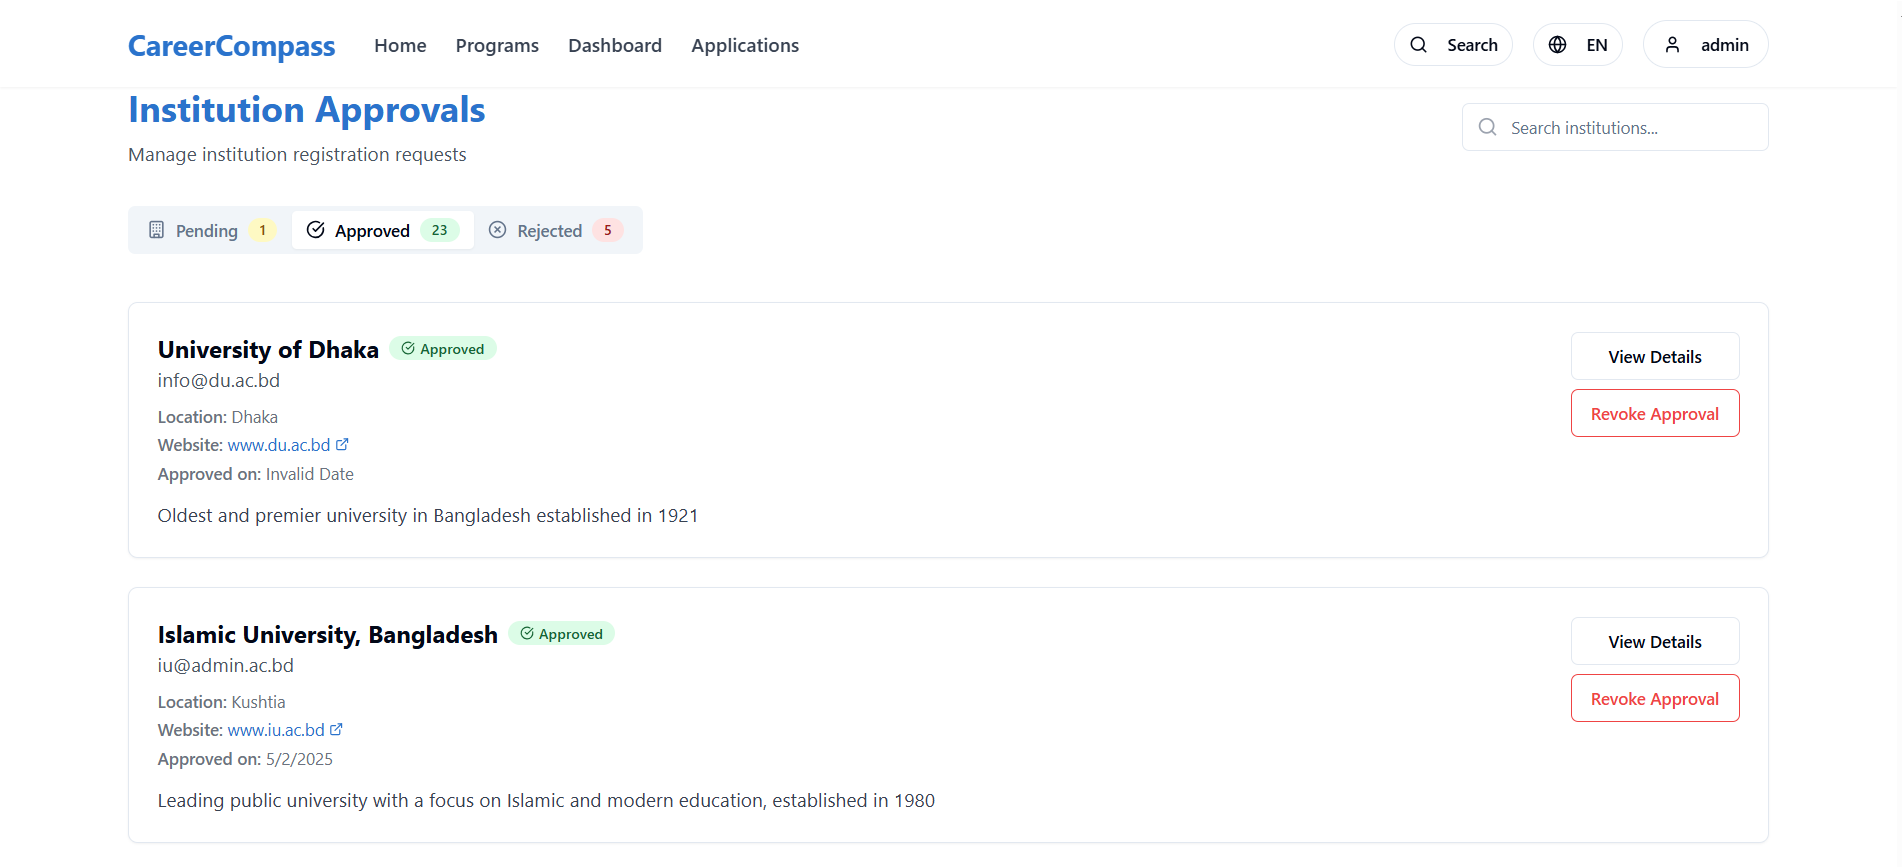 CareerCompass Home Programs Dashboard Applications Search EN admin
Institution Approvals
Search institutions...
Manage institution registration requests
Pending 1 Approved 23 Rejected 5
University of Dhaka Approved
View Details
info@du.ac.bd
Revoke Approval
Location: Dhaka
Website: www.du.ac.bd
Approved on: Invalid Date
Oldest and premier university in Bangladesh established in 1921
Islamic University, Bangladesh Approved
View Details
iu@admin.ac.bd
Revoke Approval
Location: Kushtia
Website: www.iu.ac.bd
Approved on: 5/2/2025
Leading public university with a focus on Islamic and modern education, established in 1980